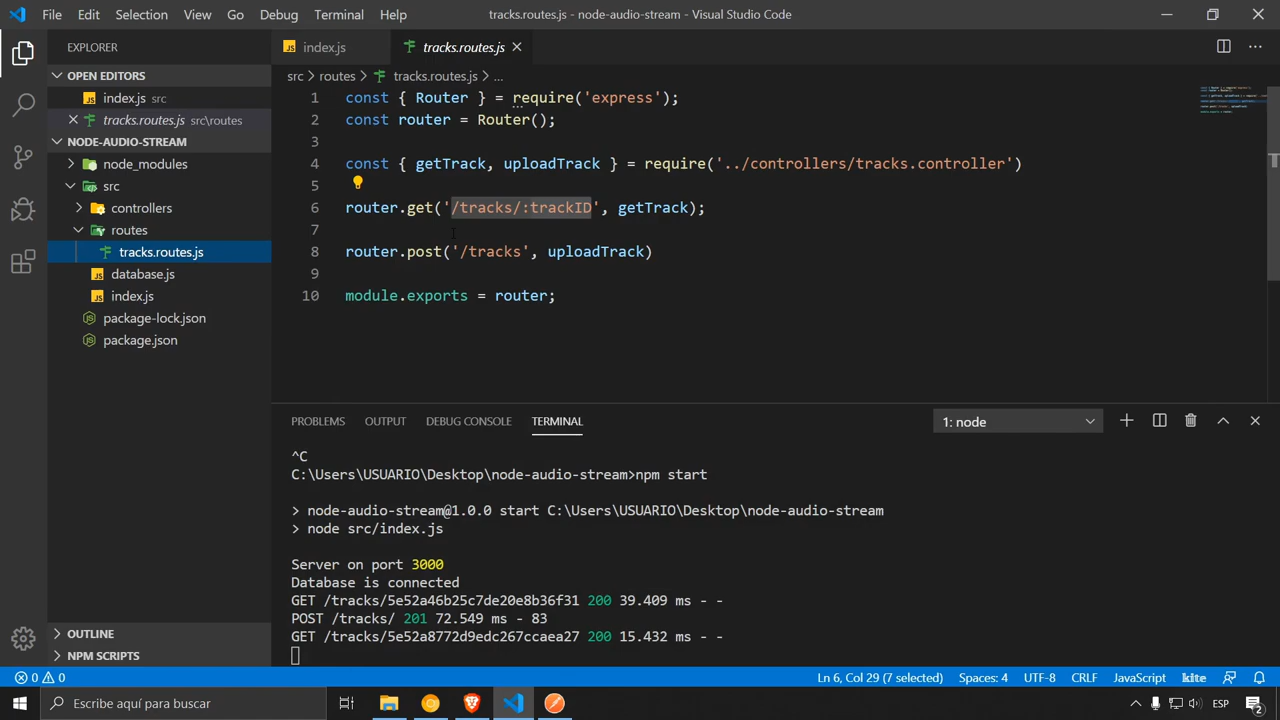 File Edit Selection View Go Debug Terminal Help tracks.routes.js - node-audio-stream - Visual Studio Code
EXPLORER
OPEN EDITORS
JS index.js src
tracks.routes.js src\routes
NODE-AUDIO-STREAM
node_modules
src
controllers
routes
tracks.routes.js
JS database.js
JS index.js
package-lock.json
package.json
OUTLINE
NPM SCRIPTS
JS index.js tracks.routes.js
src > routes > tracks.routes.js > ...
1 const { Router } = require('express');
2 const router = Router();
3
4 const { getTrack, uploadTrack } = require('../controllers/tracks.controller')
5
6 router.get('/tracks/:trackID', getTrack);
7
8 router.post('/tracks', uploadTrack)
9
10 module.exports = router;
PROBLEMS OUTPUT DEBUG CONSOLE TERMINAL 1: node
^C
C:\Users\USUARIO\Desktop\node-audio-stream>npm start
> node-audio-stream@1.0.0 start C:\Users\USUARIO\Desktop\node-audio-stream
> node src/index.js
Server on port 3000
Database is connected
GET /tracks/5e52a46b25c7de20e8b36f31 200 39.409 ms - -
POST /tracks/ 201 72.549 ms - 83
GET /tracks/5e52a8772d9edc267ccaea27 200 15.432 ms - -
0 0 Ln 6, Col 29 (7 selected) Spaces: 4 UTF-8 CRLF JavaScript kite
Escribe aquí para buscar ESP 2